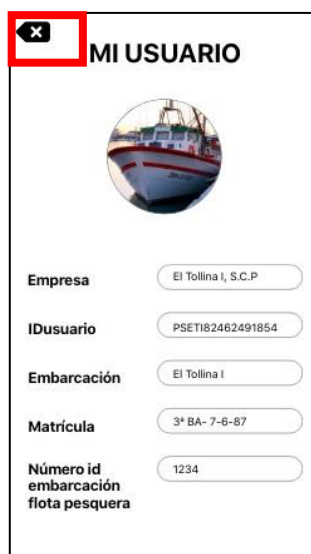 MI USUARIO
Empresa
El Tollina I, S.C.P
IDusuario
PSETI82462491854
Embarcación
El Tollina I
Matrícula
3ª BA- 7-6-87
Número id
embarcación
flota pesquera
1234